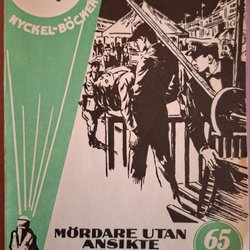 NYCKEL-BÖCKER
MÖRDARE UTAN
ANSIKTE
65